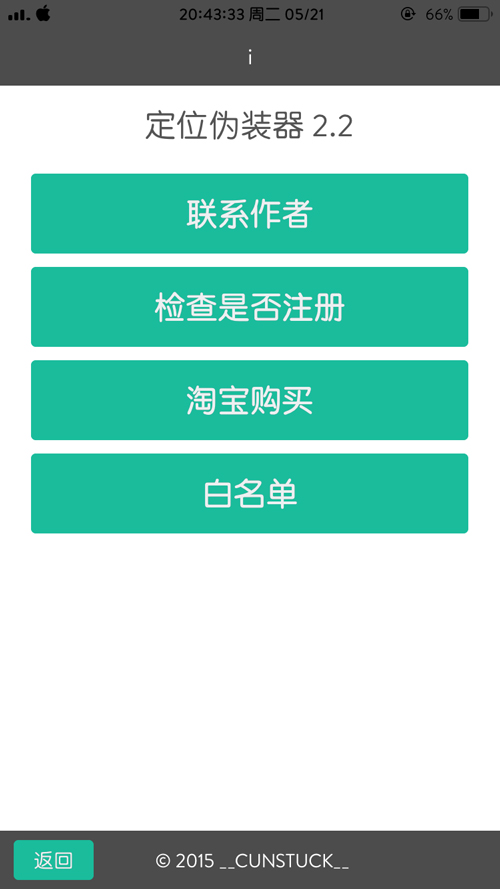 20:43:33 周二 05/21
66%
i
定位伪装器 2.2
联系作者
检查是否注册
淘宝购买
白名单
返回
© 2015 __CUNSTUCK__